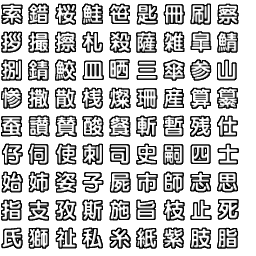 索錯桜鮭笹匙冊刷察
拶撮擦札殺薩雑皐鯖
捌錆鮫皿晒三傘参山
惨撒散桟燦珊産算纂
蚕讃賛酸餐斬暫残仕
仔伺使刺司史嗣四士
始姉姿子屍市師志思
指支孜斯施旨枝止死
氏獅祉私糸紙紫肢脂